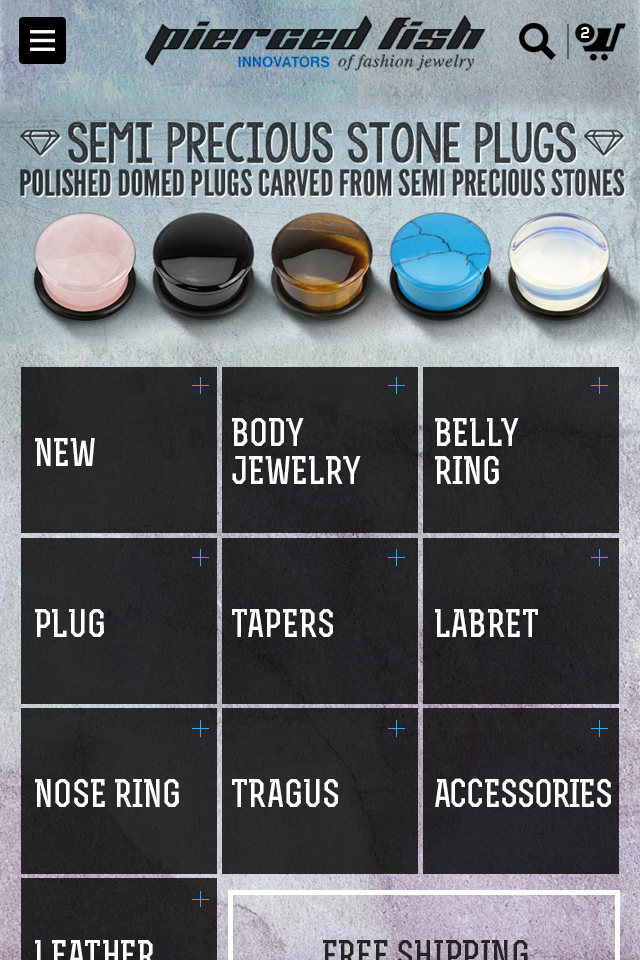 pierced fish
INNOVATORS of fashion jewelry
2
SEMI PRECIOUS STONE PLUGS
POLISHED DOMED PLUGS CARVED FROM SEMI PRECIOUS STONES
NEW
BODY
JEWELRY
BELLY
RING
PLUG
TAPERS
LABRET
NOSE RING
TRAGUS
ACCESSORIES
LEATHER
FREE SHIPPING